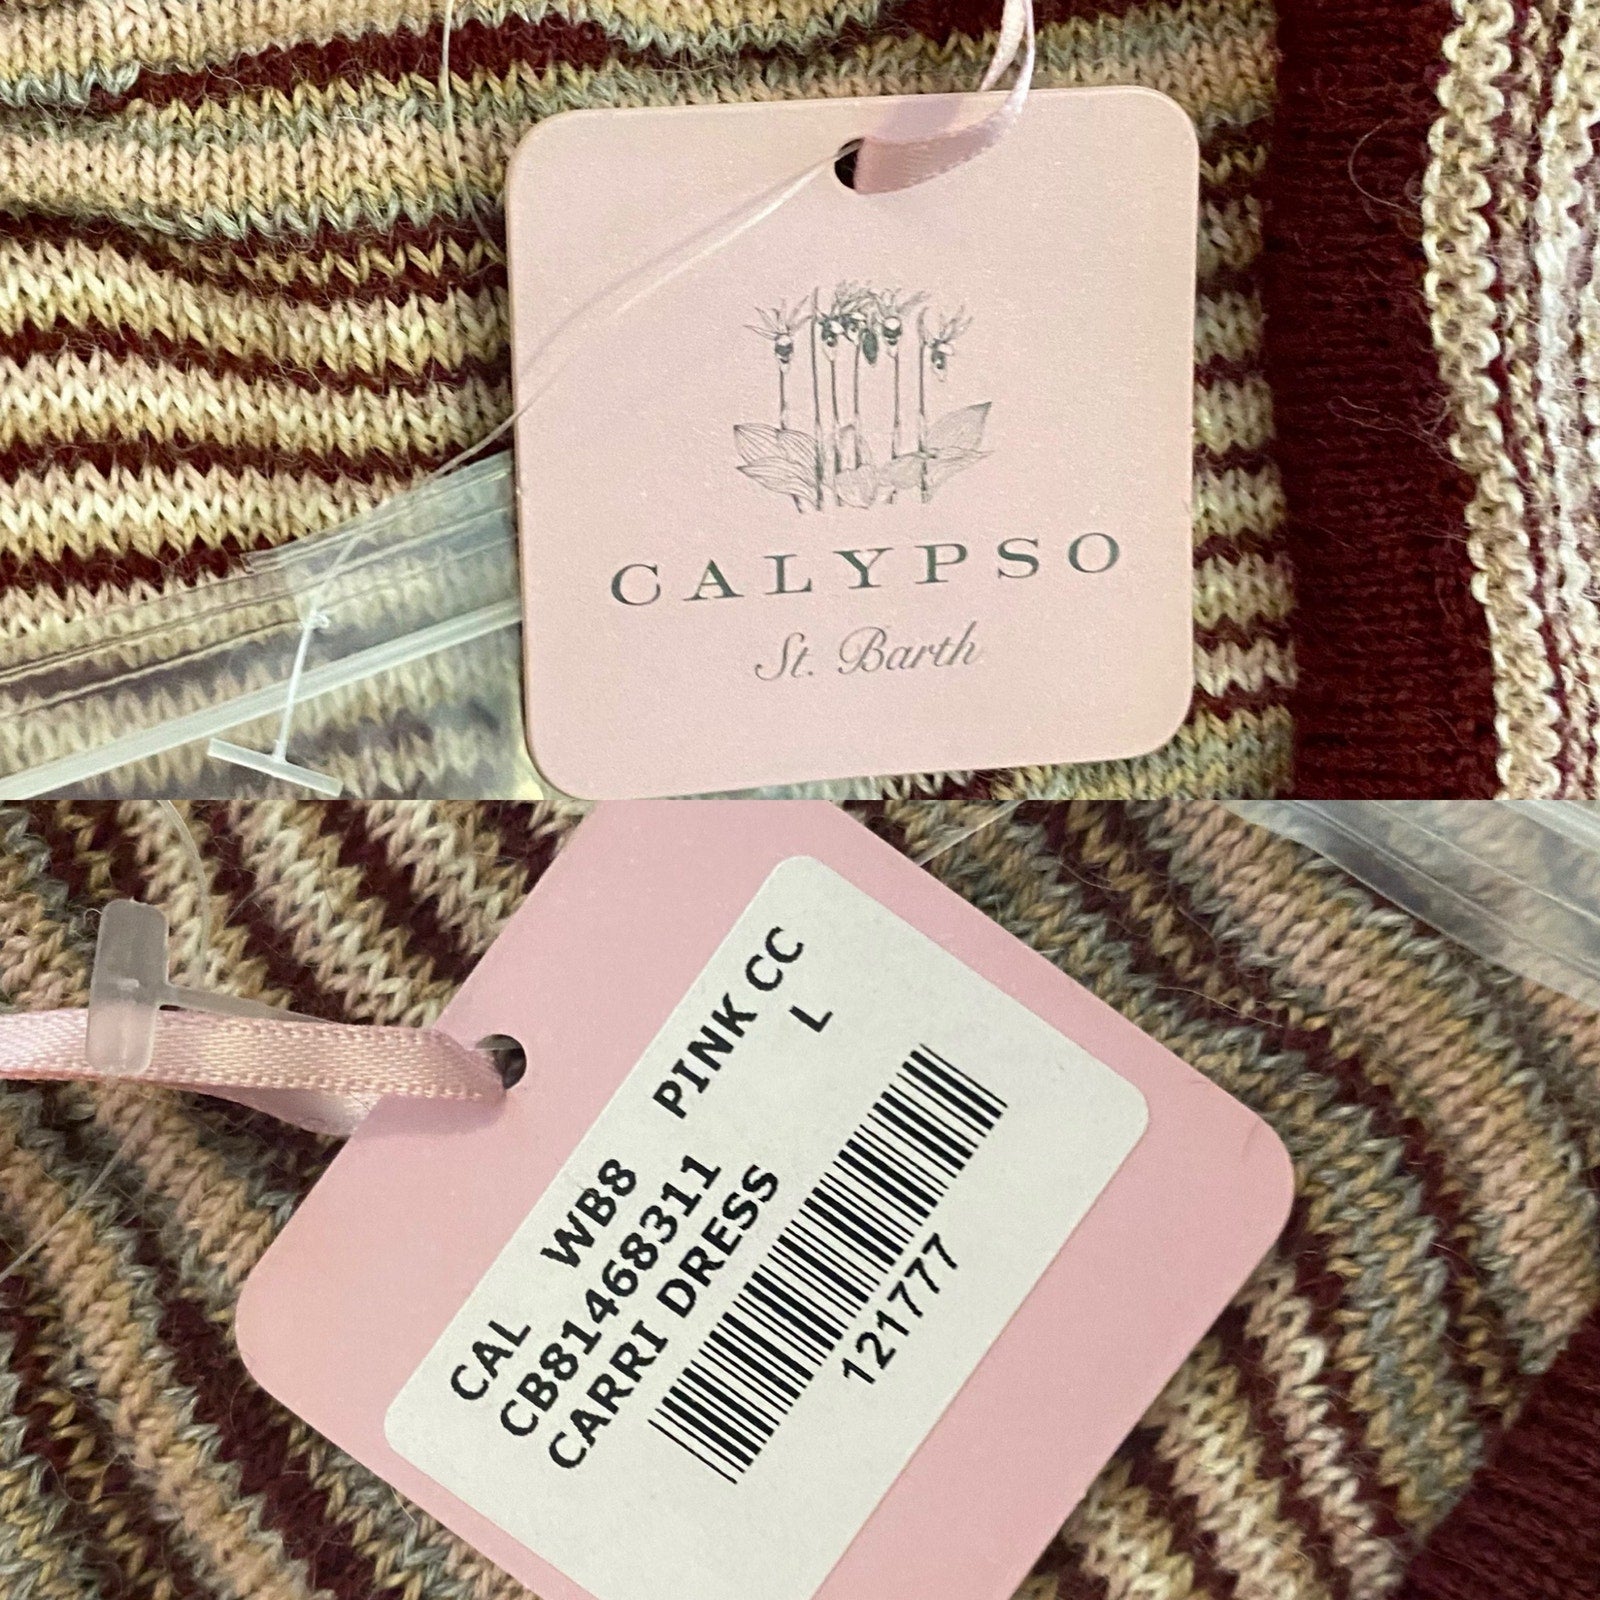 CALYPSO
St. Barth
CAL WB8 PINK CC
CB81468311 L
CARRI DRESS
121777